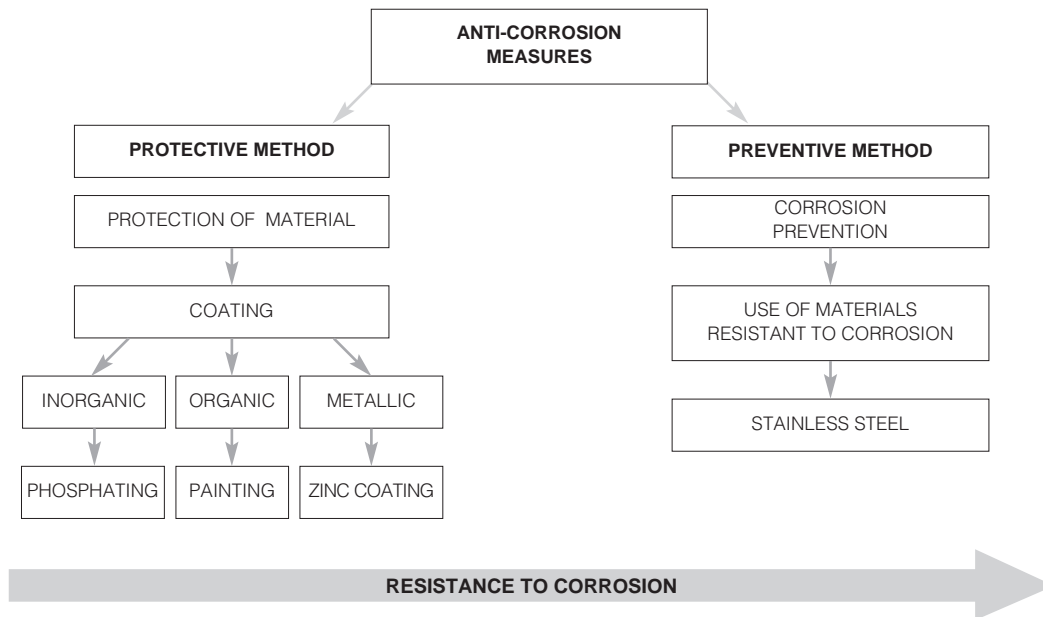 ANTI-CORROSION
MEASURES
PROTECTIVE METHOD
PREVENTIVE METHOD
PROTECTION OF  MATERIAL
CORROSION
PREVENTION
COATING
USE OF MATERIALS
RESISTANT TO CORROSION
INORGANIC
ORGANIC
METALLIC
STAINLESS STEEL
PHOSPHATING
PAINTING
ZINC COATING
RESISTANCE TO CORROSION